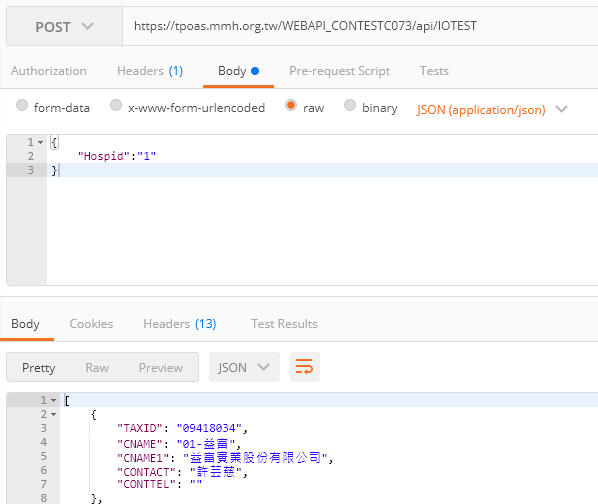 POST https://tpoas.mmh.org.tw/WEBAPI_CONTESTC073/api/IOTEST
Authorization Headers (1) Body Pre-request Script Tests
form-data x-www-form-urlencoded raw binary JSON (application/json)
1 {
2 "Hospid":"1"
3 }
Body Cookies Headers (13) Test Results
Pretty Raw Preview JSON
1 [
2 {
3 "TAXID": "09418034",
4 "CNAME": "01-益富",
5 "CNAME1": "益富實業股份有限公司",
6 "CONTACT": "許芸慈",
7 "CONTTEL": ""
8 },